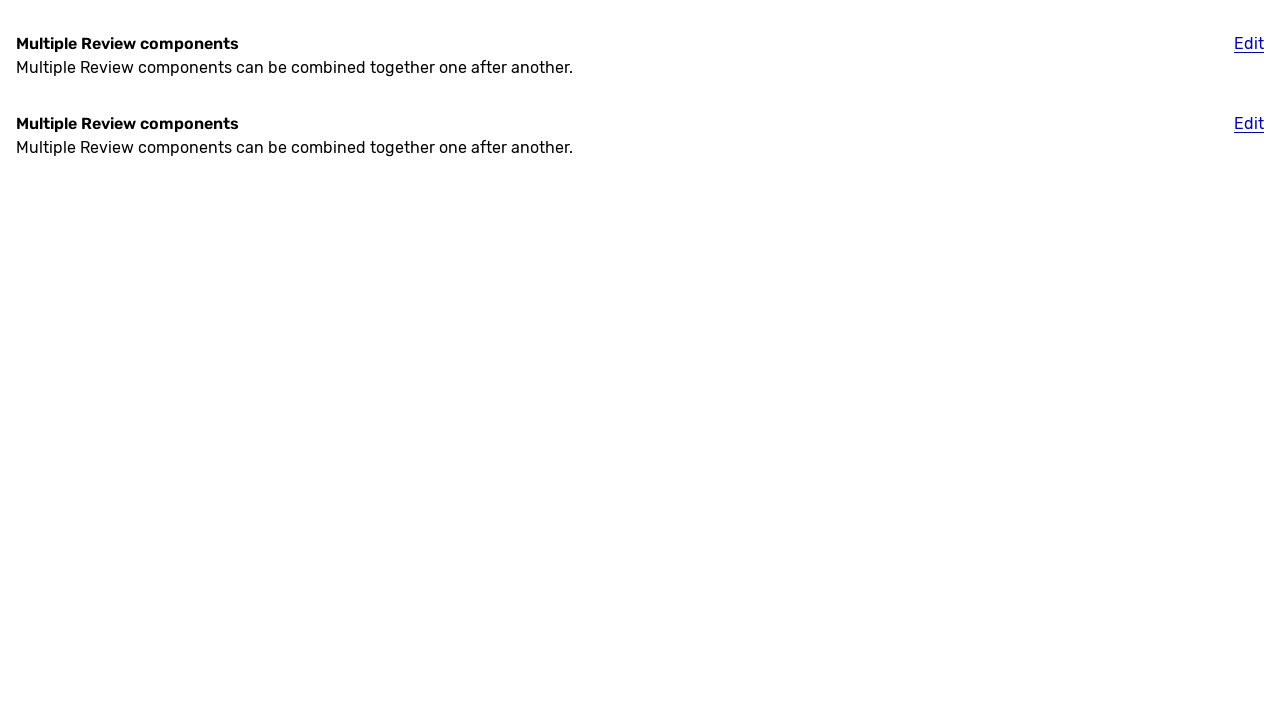 Multiple Review components Edit
Multiple Review components can be combined together one after another.
Multiple Review components Edit
Multiple Review components can be combined together one after another.